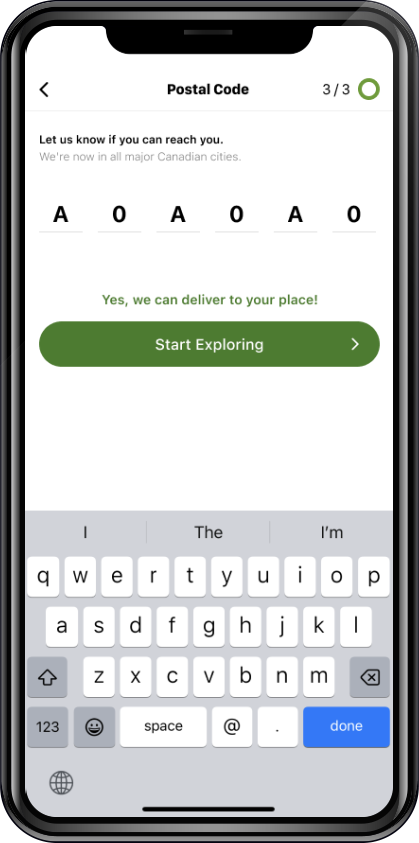 Postal Code
3 / 3
Let us know if you can reach you.
We're now in all major Canadian cities.
A 0 A 0 A 0
Yes, we can deliver to your place!
Start Exploring
I The I'm
q w e r t y u i o p
a s d f g h j k l
z x c v b n m
123 space @ . done